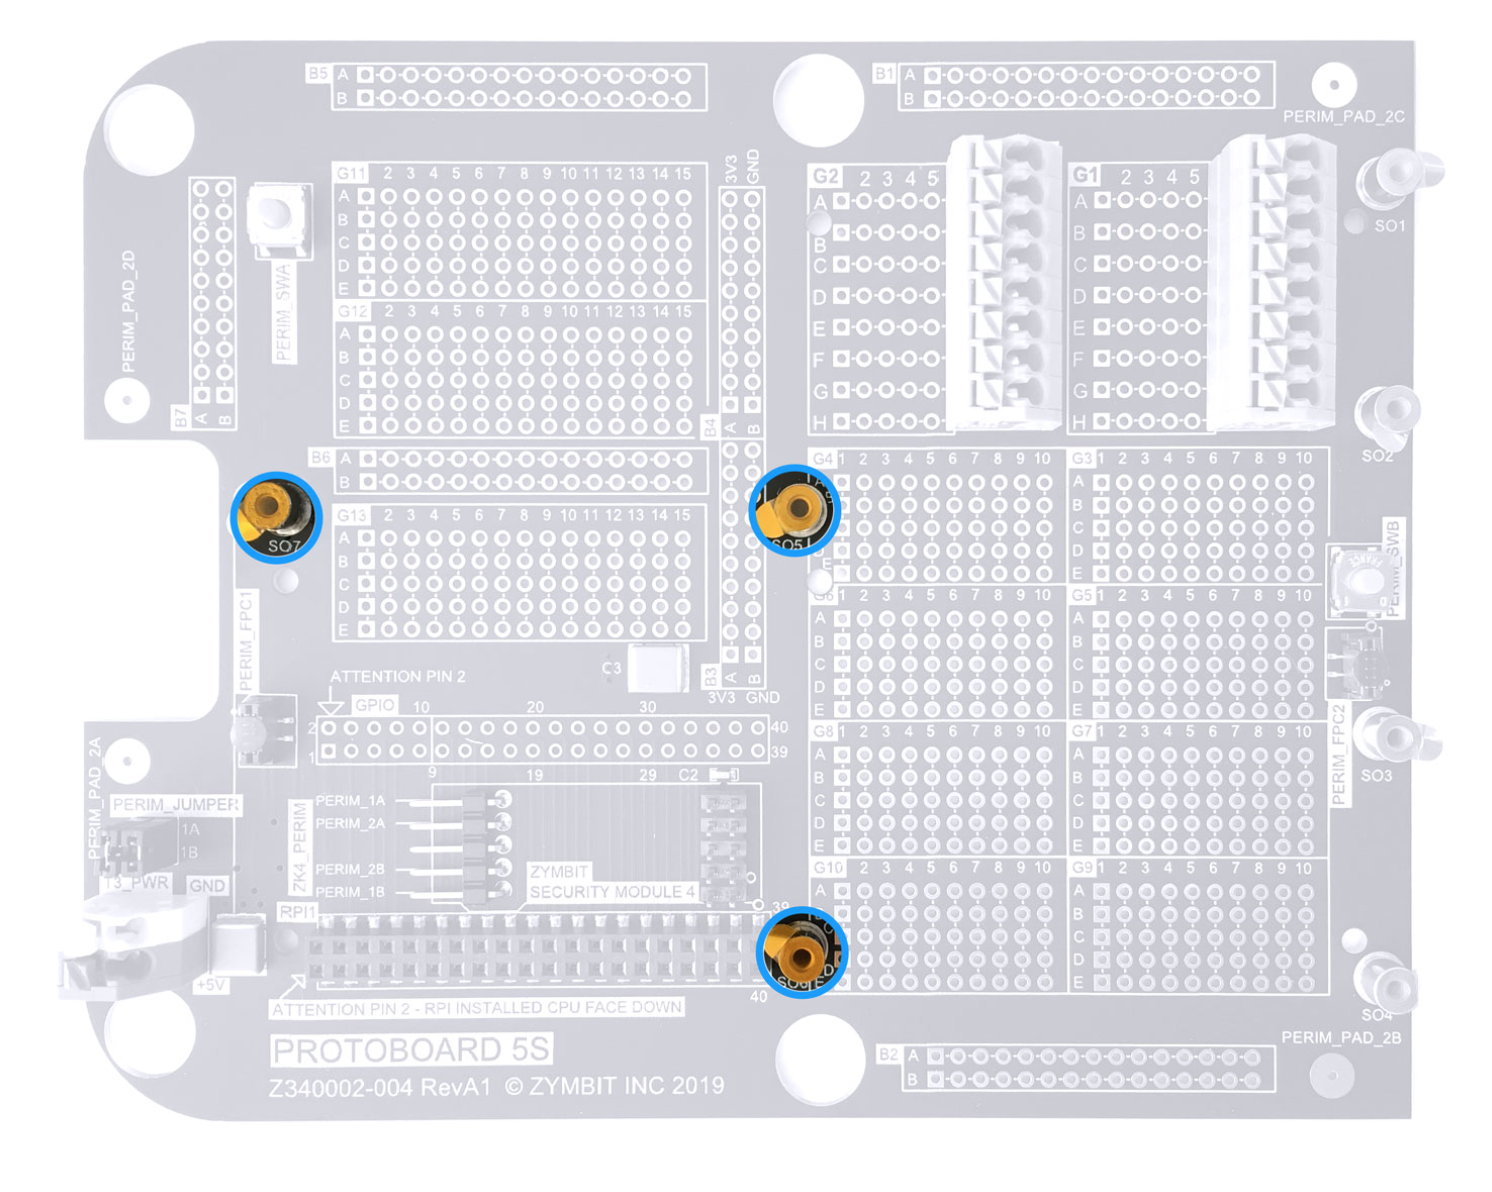 B5 A
B
B1 A
B
PERIM_PAD_2C
3V3 GND
G11 2 3 4 5 6 7 8 9 10 11 12 13 14 15
A
B
C
D
E
G2 2 3 4 5
A
B
C
D
E
F
G
H
G1 2 3 4 5
A
B
C
D
E
F
G
H
SO1
PERIM_PAD_2D
PERIM_SWA
B7 A B
G12 2 3 4 5 6 7 8 9 10 11 12 13 14 15
A
B
C
D
E
B4 A B
SO2
B6 A
B
G13 2 3 4 5 6 7 8 9 10 11 12 13 14 15
A
B
C
D
E
SO7
SO5
G4 1 2 3 4 5 6 7 8 9 10
E
G3 1 2 3 4 5 6 7 8 9 10
A
B
C
D
E
PERIM_SWB
G6 1 2 3 4 5 6 7 8 9 10
A
B
C
D
E
G5 1 2 3 4 5 6 7 8 9 10
A
B
C
D
E
PERIM_FPC1
C3
B3 A B
3V3 GND
PERIM_FPC2
ATTENTION PIN 2
GPIO 10 20 30
2 40
1 39
9 19 29 C2
G8 1 2 3 4 5 6 7 8 9 10
A
B
C
D
E
G7 1 2 3 4 5 6 7 8 9 10
A
B
C
D
E
SO3
PERIM_PAD_2A
PERIM_JUMPER
1A
1B
T3_PWR GND
+5V
ZK4_PERIM
PERIM_1A
PERIM_2A
PERIM_2B
PERIM_1B
ZYMBIT
SECURITY MODULE 4
RPI1 39
40
G10 1 2 3 4 5 6 7 8 9 10
A
B
C
D
E
G9 1 2 3 4 5 6 7 8 9 10
A
B
C
D
E
SO6
SO4
ATTENTION PIN 2 - RPI INSTALLED CPU FACE DOWN
PERIM_PAD_2B
PROTOBOARD 5S
B2 A
B
Z340002-004 RevA1 © ZYMBIT INC 2019